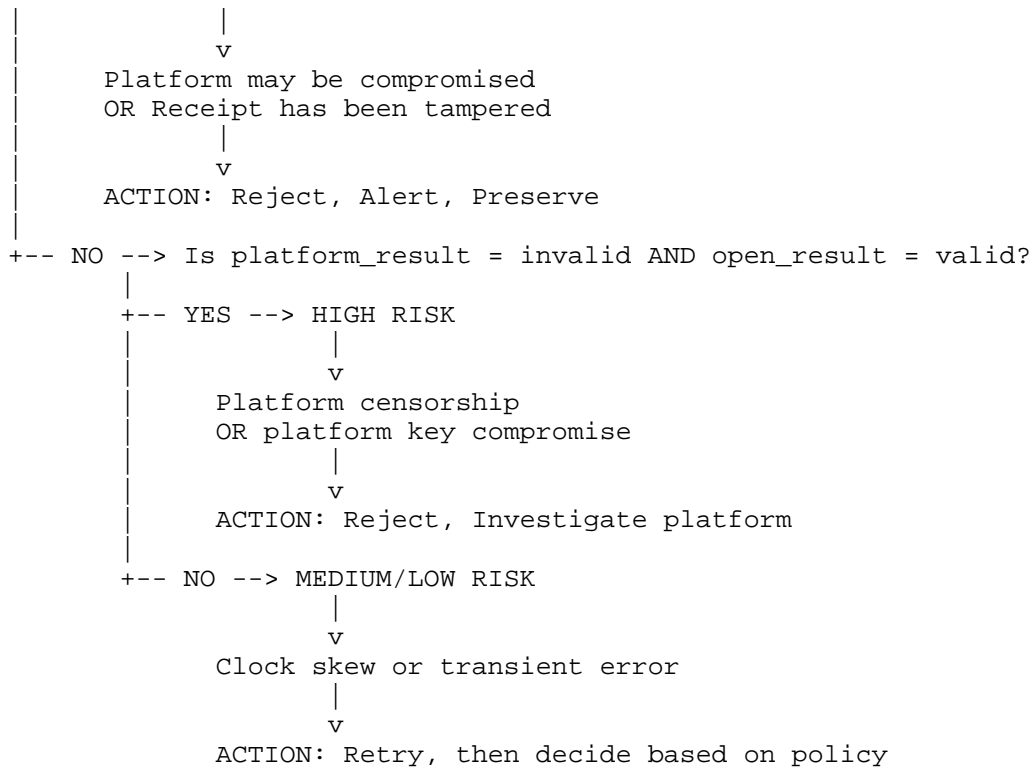 |             |
|             v
|      Platform may be compromised
|      OR Receipt has been tampered
|             |
|             v
|      ACTION: Reject, Alert, Preserve
|
+-- NO --> Is platform_result = invalid AND open_result = valid?
       |
       +-- YES --> HIGH RISK
       |            |
       |            v
       |     Platform censorship
       |     OR platform key compromise
       |            |
       |            v
       |     ACTION: Reject, Investigate platform
       |
       +-- NO --> MEDIUM/LOW RISK
                    |
                    v
             Clock skew or transient error
                    |
                    v
             ACTION: Retry, then decide based on policy